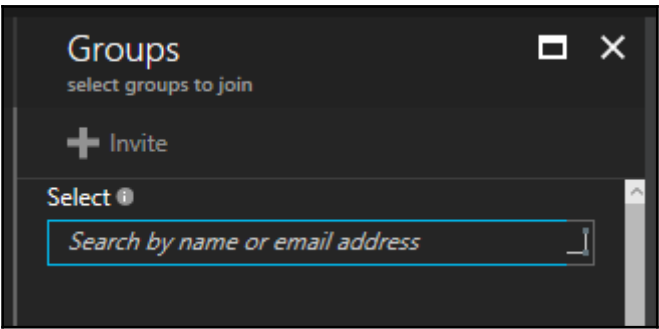 Groups
select groups to join
Invite
Select
Search by name or email address